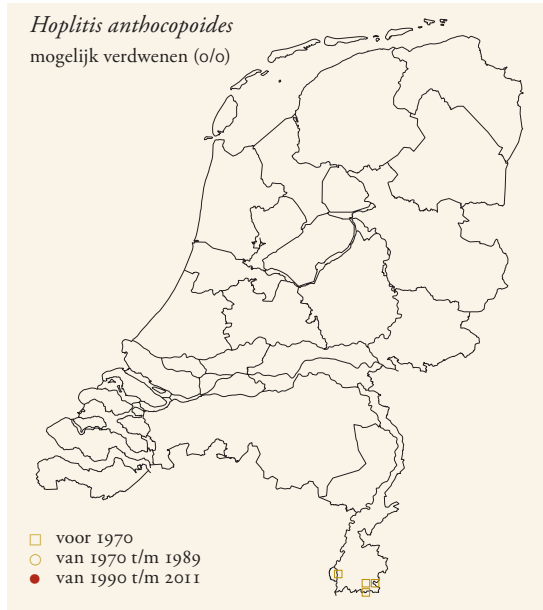 Hoplitis anthocopoides
mogelijk verdwenen (0/0)
voor 1970
van 1970 t/m 1989
van 1990 t/m 2011